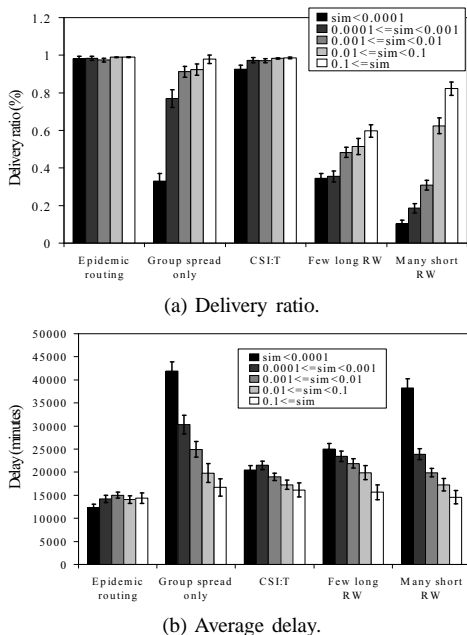 1.2
1
0.8
0.6
0.4
0.2
0
Delivery ratio (%)
sim<0.0001
0.0001<=sim<0.001
0.001<=sim<0.01
0.01<=sim<0.1
0.1<=sim
Epidemic routing
Group spread only
CSI:T
Few long RW
Many short RW
(a) Delivery ratio.
50000
45000
40000
35000
30000
25000
20000
15000
10000
5000
0
Delay (minutes)
sim<0.0001
0.0001<=sim<0.001
0.001<=sim<0.01
0.01<=sim<0.1
0.1<=sim
Epidemic routing
Group spread only
CSI:T
Few long RW
Many short RW
(b) Average delay.